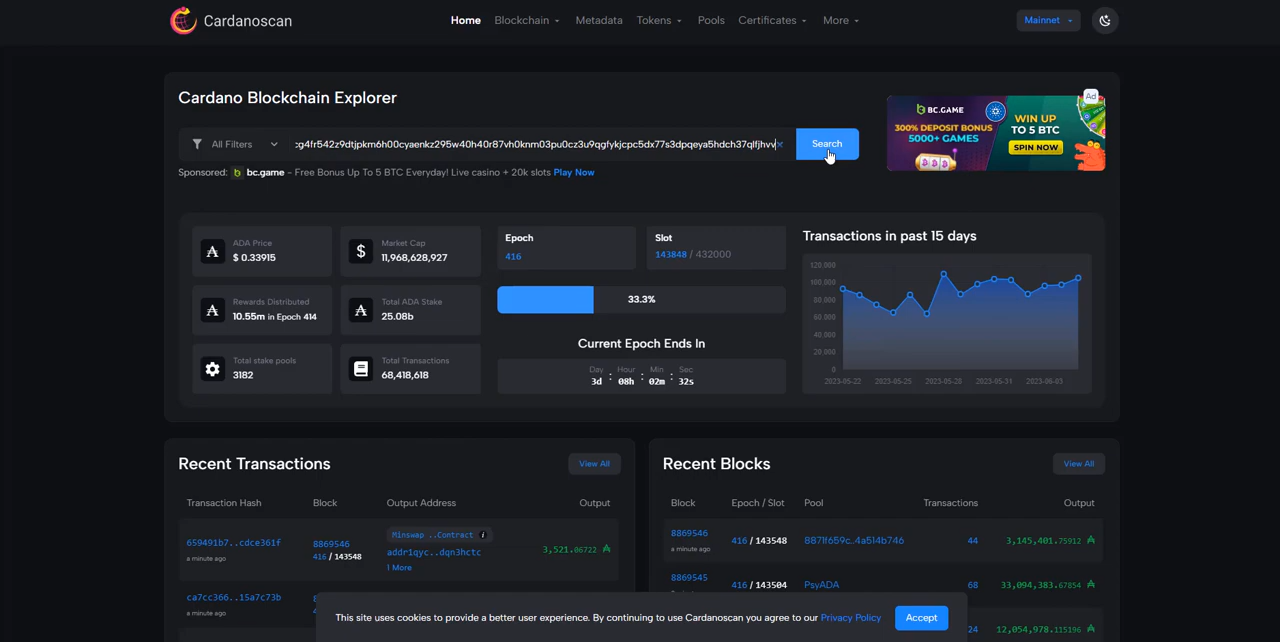 Cardanoscan
Home Blockchain Metadata Tokens Pools Certificates More
Mainnet
Cardano Blockchain Explorer
All Filters
:g4fr542z9dtjpkm6h00cyaenkz295w40h40r87vh0knm03pu0cz3u9qgfykjcpc5dx77s3dpqeya5hdch37qlfjhvv
Search
Sponsored: bc.game - Free Bonus Up To 5 BTC Everyday! Live casino + 20k slots Play Now
Ad
BC.GAME
300% DEPOSIT BONUS
5000+ GAMES
WIN UP
TO 5 BTC
SPIN NOW
ADA Price
$ 0.33915
Market Cap
11,968,628,927
Rewards Distributed
10.55m in Epoch 414
Total ADA Stake
25.08b
Total stake pools
3182
Total Transactions
68,418,618
Epoch
416
Slot
143848 / 432000
33.3%
Current Epoch Ends In
Day Hour Min Sec
3d : 08h : 02m : 32s
Transactions in past 15 days
120,000
100,000
80,000
60,000
40,000
20,000
0
2023-05-22 2023-05-25 2023-05-28 2023-05-31 2023-06-03
Recent Transactions
View All
Transaction Hash Block Output Address Output
659491b7..cdce361f
a minute ago
8869546
416 / 143548
Minswap ..Contract
addr1qyc..dqn3hctc
1 More
3,521.06722
ca7cc366..15a7c73b
a minute ago
Recent Blocks
View All
Block Epoch / Slot Pool Transactions Output
8869546
a minute ago
416 / 143548 8871f659c...4a5l4b746 44 3,145,401.75912
8869545
416 / 143504 PsyADA 68 33,094,383.67854
24 12,054,978.115196
This site uses cookies to provide a better user experience. By continuing to use Cardanoscan you agree to our Privacy Policy
Accept